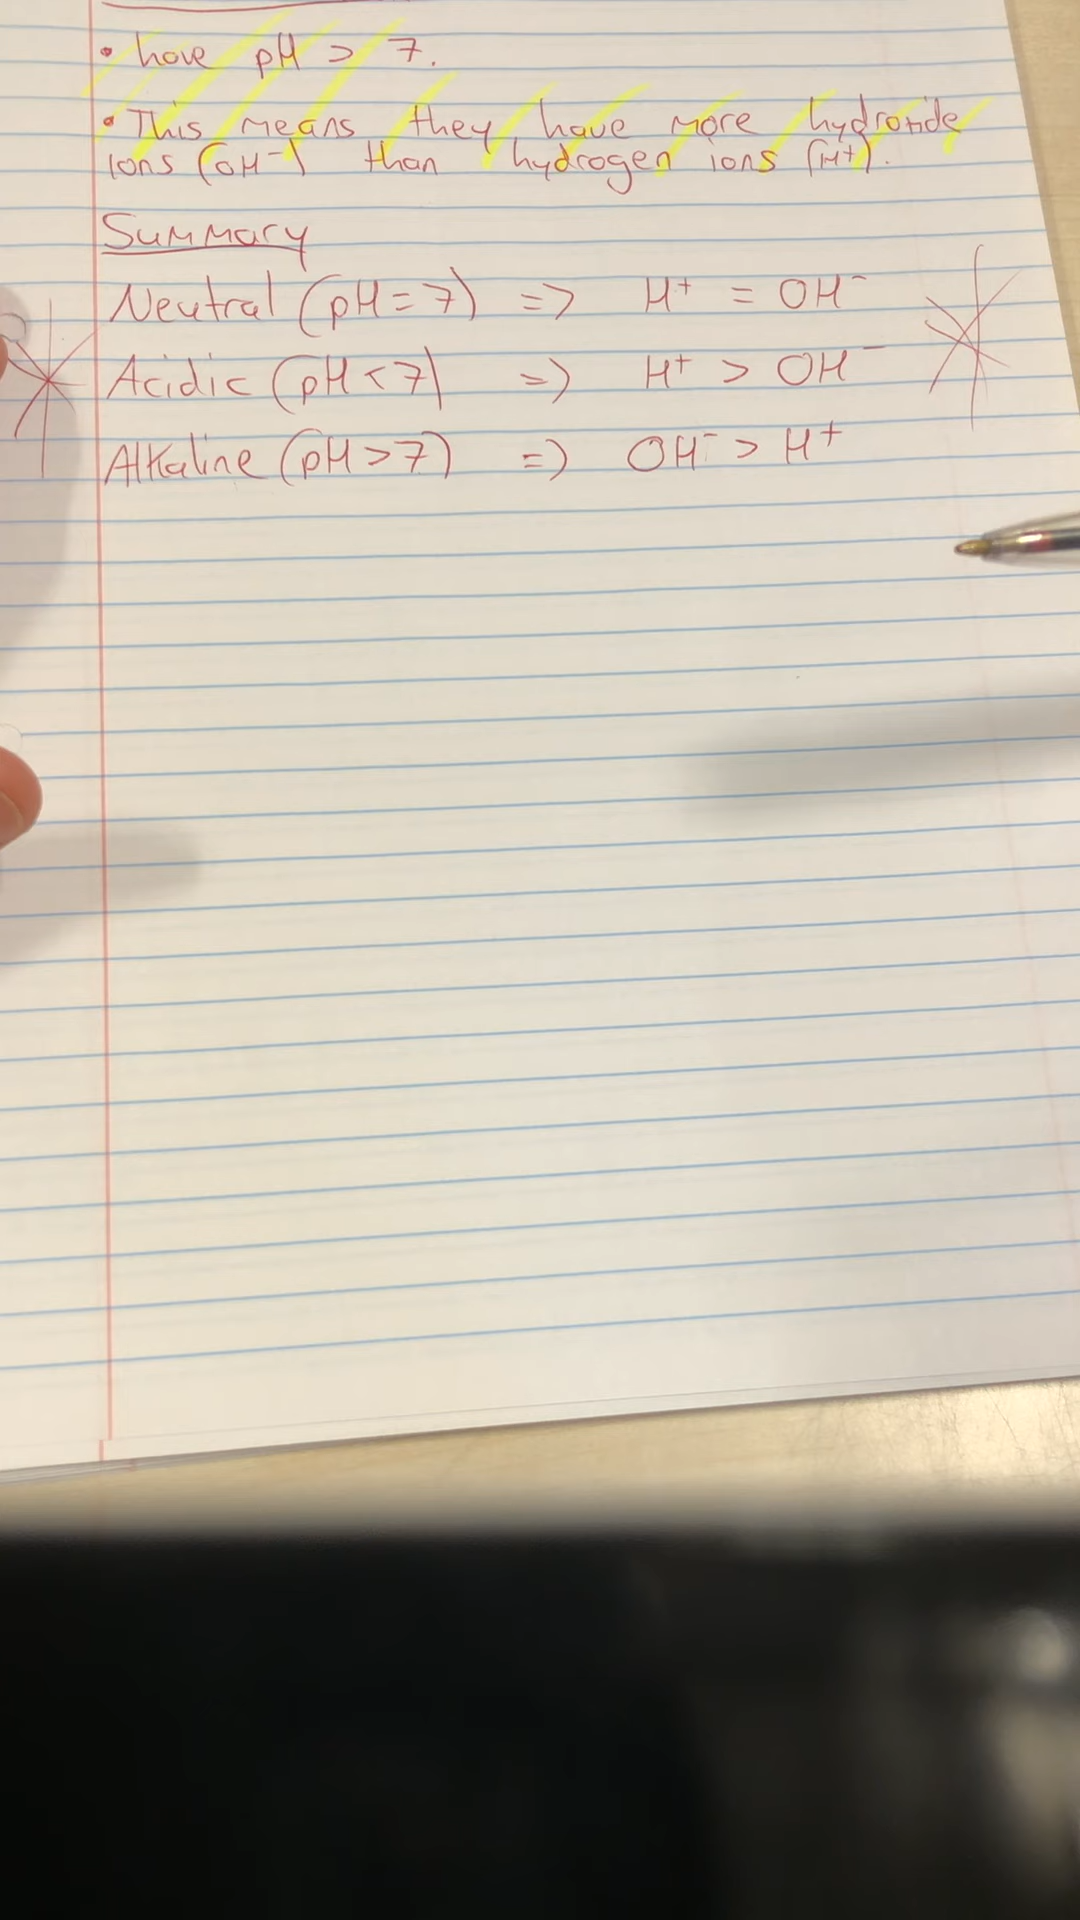 • have pH > 7.
• This means they have more hydroxide
ions (OH⁻) than hydrogen ions (H⁺).
Summary
Neutral (pH = 7) => H⁺ = OH⁻
Acidic (pH < 7) => H⁺ > OH⁻
Alkaline (pH > 7) => OH⁻ > H⁺